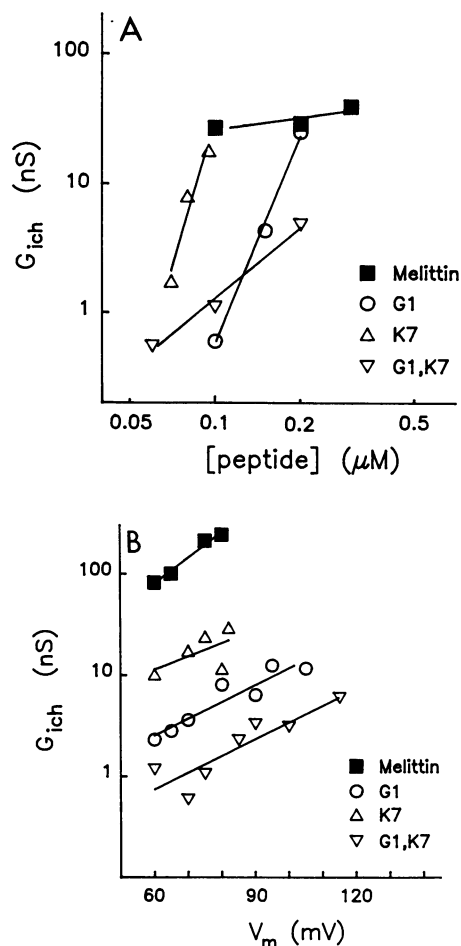 A
100
10
1
G_ich (nS)
Melittin
G1
K7
G1,K7
0.05
0.1
0.2
0.5
[peptide] (μM)
B
100
10
1
G_ich (nS)
Melittin
G1
K7
G1,K7
60
90
120
V_m (mV)